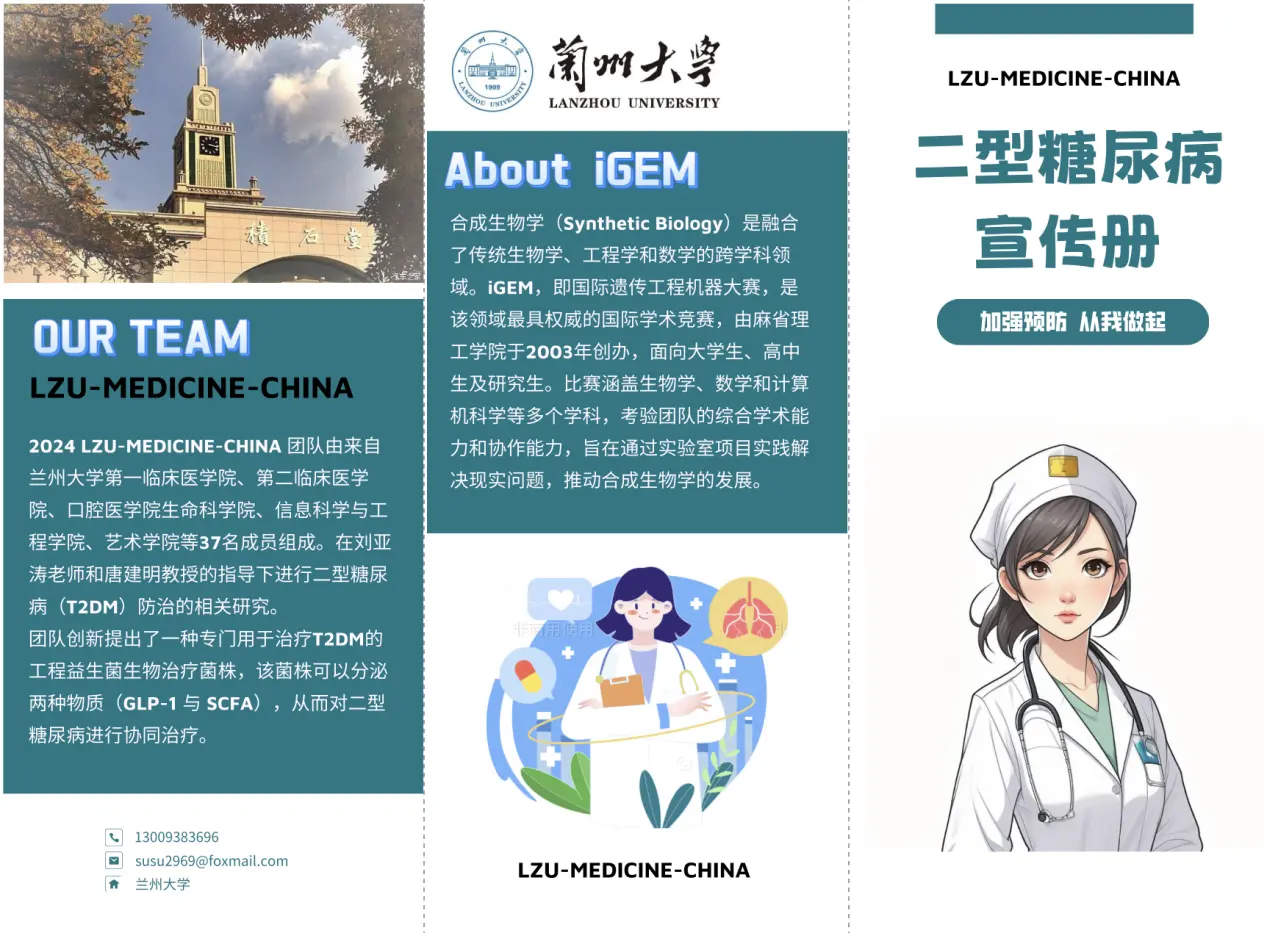 積石堂
OUR TEAM
LZU-MEDICINE-CHINA
2024 LZU-MEDICINE-CHINA 团队由来自
兰州大学第一临床医学院、第二临床医学
院、口腔医学院生命科学院、信息科学与工
程学院、艺术学院等37名成员组成。在刘亚
涛老师和唐建明教授的指导下进行二型糖尿
病（T2DM）防治的相关研究。
团队创新提出了一种专门用于治疗T2DM的
工程益生菌生物治疗菌株，该菌株可以分泌
两种物质（GLP-1 与 SCFA），从而对二型
糖尿病进行协同治疗。
13009383696
susu2969@foxmail.com
兰州大学
兰州大学
1909
LANZHOU UNIVERSITY
蘭州大学
LANZHOU UNIVERSITY
About iGEM
合成生物学（Synthetic Biology）是融合
了传统生物学、工程学和数学的跨学科领
域。iGEM，即国际遗传工程机器大赛，是
该领域最具权威的国际学术竞赛，由麻省理
工学院于2003年创办，面向大学生、高中
生及研究生。比赛涵盖生物学、数学和计算
机科学等多个学科，考验团队的综合学术能
力和协作能力，旨在通过实验室项目实践解
决现实问题，推动合成生物学的发展。
非商用使用
非
LZU-MEDICINE-CHINA
LZU-MEDICINE-CHINA
二型糖尿病
宣传册
加强预防 从我做起